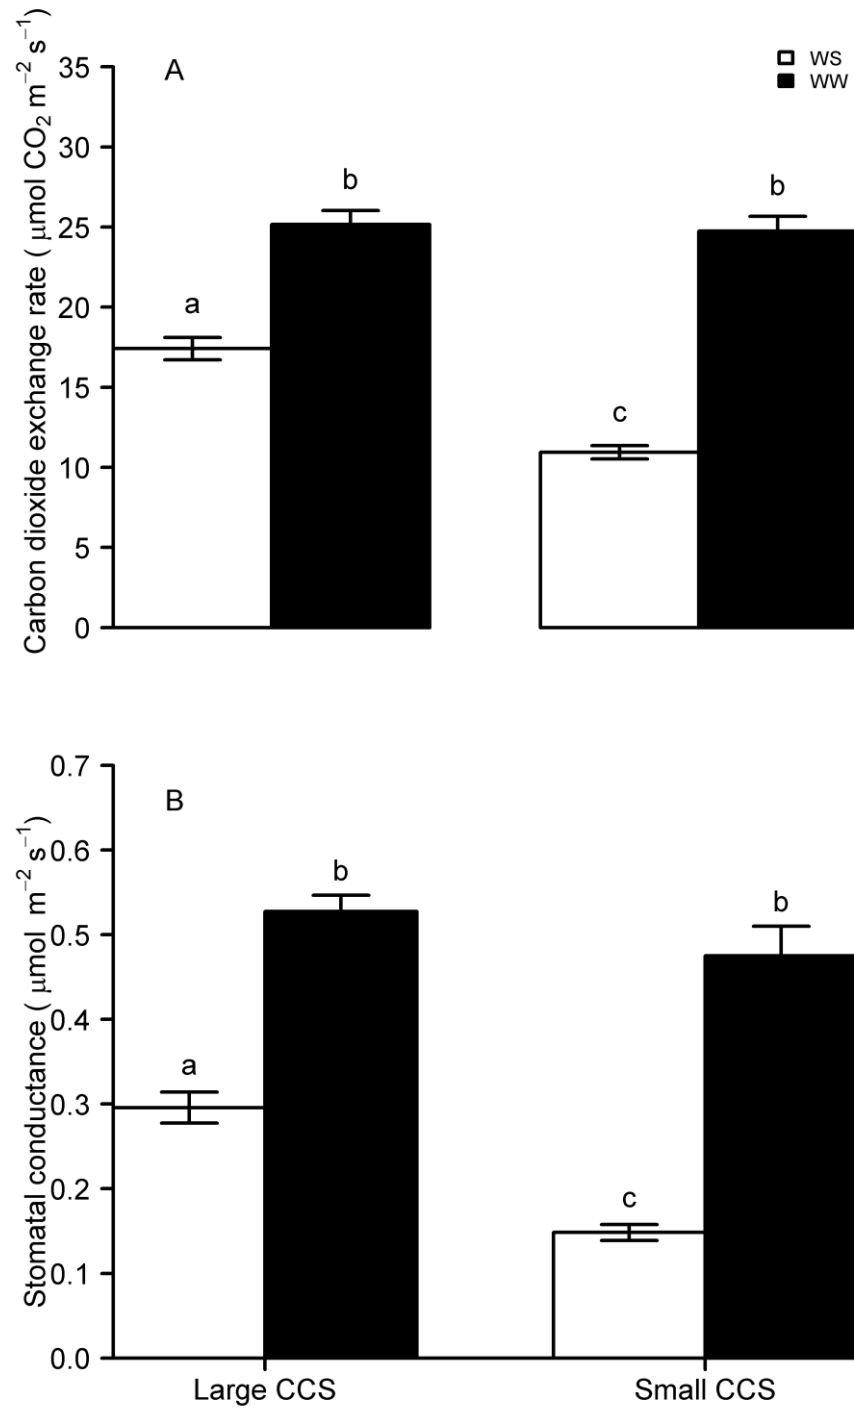 A
WS
WW
Carbon dioxide exchange rate ( μmol CO₂ m⁻² s⁻¹)
35
30
25
20
15
10
5
0
a
b
c
b
B
Stomatal conductance ( μmol m⁻² s⁻¹)
0.7
0.6
0.5
0.4
0.3
0.2
0.1
0.0
a
b
c
b
Large CCS
Small CCS